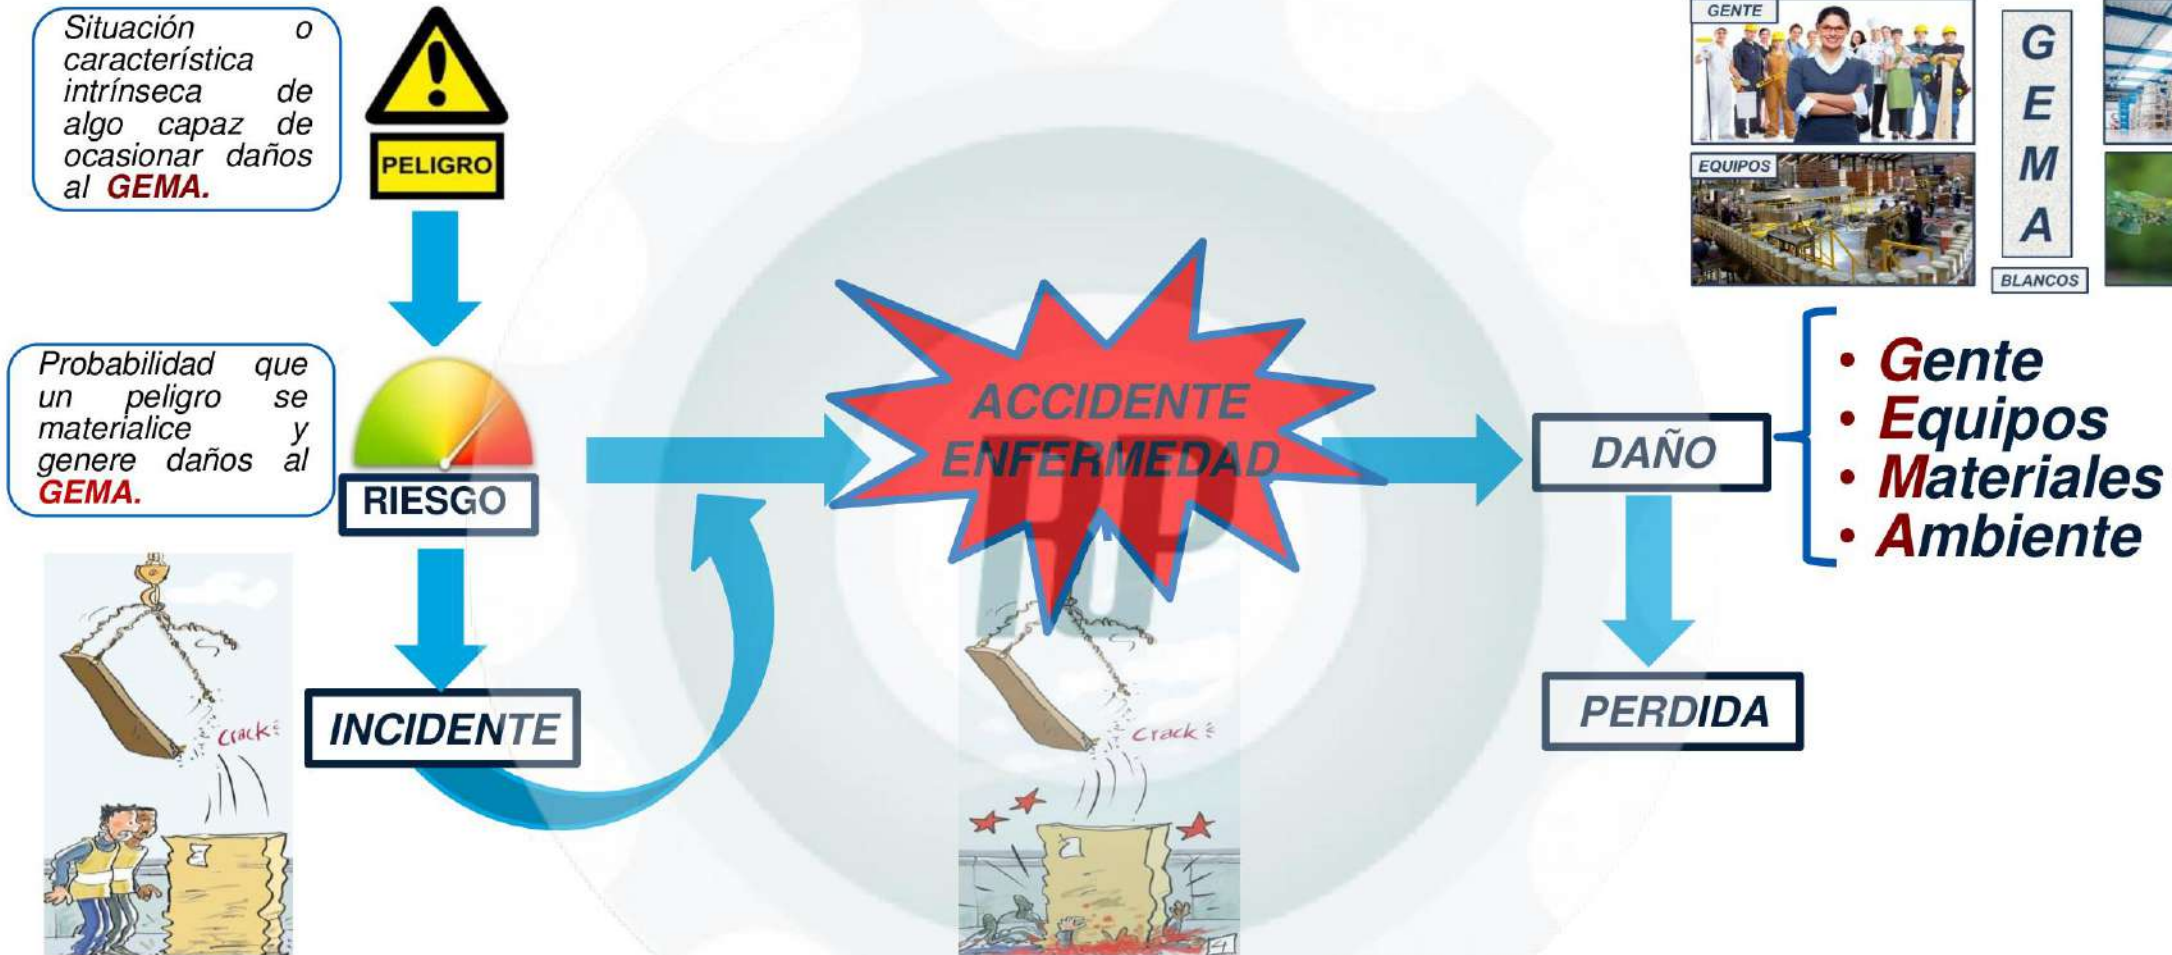 Situación o
característica
intrínseca de
algo capaz de
ocasionar daños
al GEMA.
PELIGRO
Probabilidad que
un peligro se
materialice y
genere daños al
GEMA.
RIESGO
Crack
INCIDENTE
ACCIDENTE
ENFERMEDAD
Crack
DAÑO
PERDIDA
GENTE
EQUIPOS
G
E
M
A
BLANCOS
• Gente
• Equipos
• Materiales
• Ambiente